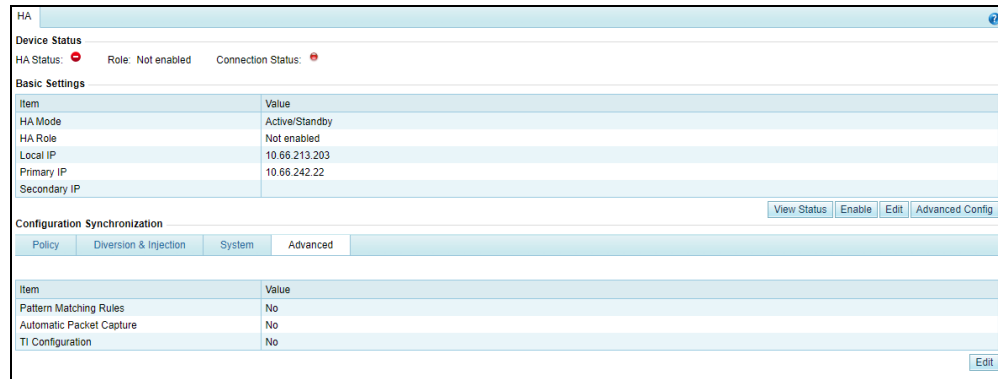 HA
?
Device Status
HA Status: Role: Not enabled Connection Status:
Basic Settings
Item Value
HA Mode Active/Standby
HA Role Not enabled
Local IP 10.66.213.203
Primary IP 10.66.242.22
Secondary IP
View Status Enable Edit Advanced Config
Configuration Synchronization
Policy Diversion & Injection System Advanced
Item Value
Pattern Matching Rules No
Automatic Packet Capture No
TI Configuration No
Edit